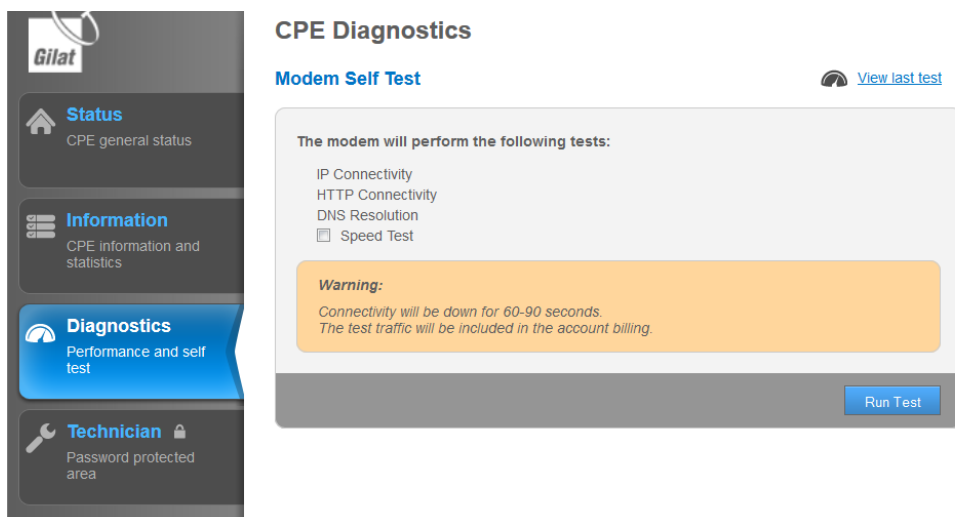 Gilat
Status
CPE general status
Information
CPE information and
statistics
Diagnostics
Performance and self
test
Technician
Password protected
area
CPE Diagnostics
Modem Self Test
View last test
The modem will perform the following tests:
IP Connectivity
HTTP Connectivity
DNS Resolution
Speed Test
Warning:
Connectivity will be down for 60-90 seconds.
The test traffic will be included in the account billing.
Run Test